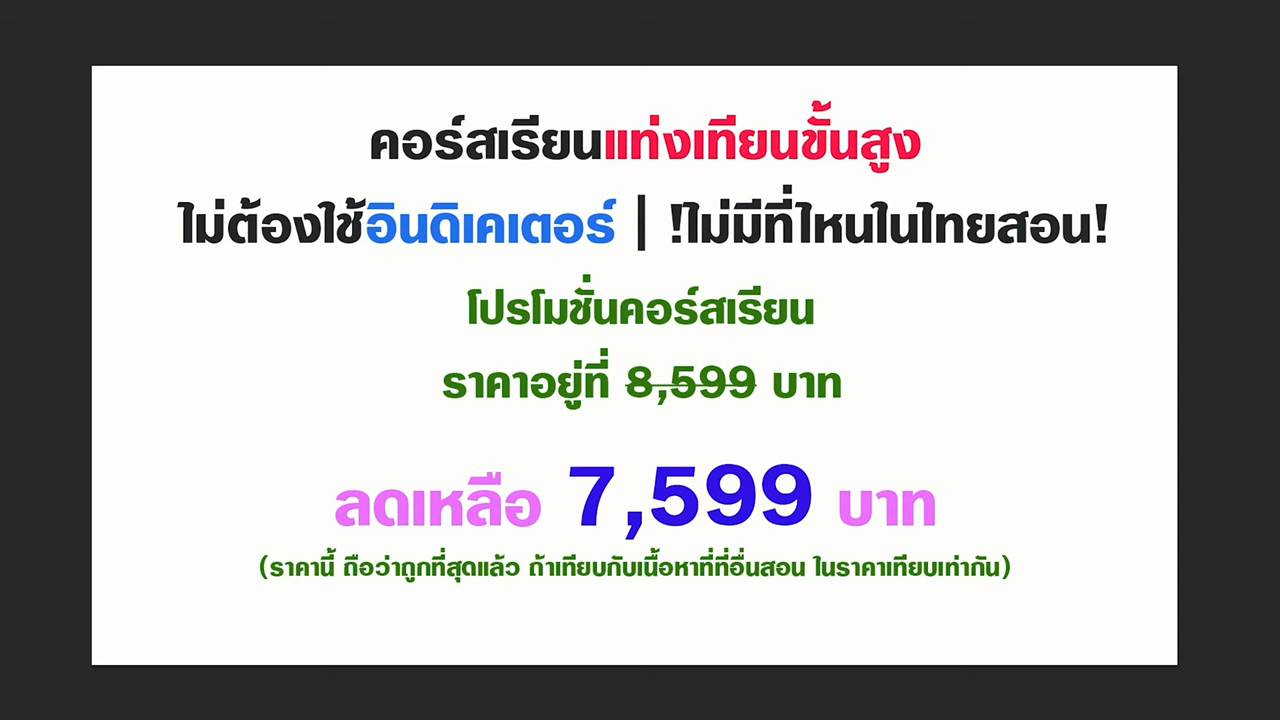 คอร์สเรียนแท่งเทียนขั้นสูง
ไม่ต้องใช้อินดิเคเตอร์ | !ไม่มีที่ไหนในไทยสอน!
โปรโมชั่นคอร์สเรียน
ราคาอยู่ที่ 8,599 บาท
ลดเหลือ 7,599 บาท
(ราคานี้ ถือว่าถูกที่สุดแล้ว ถ้าเทียบกับเนื้อหาที่ที่อื่นสอน ในราคาเทียบเท่ากัน)